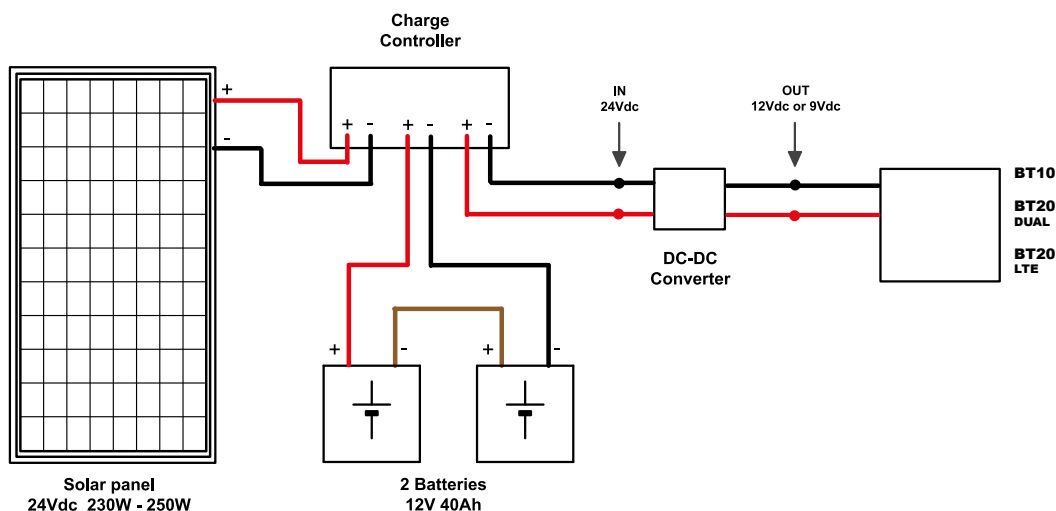 Charge
Controller
IN
24Vdc
OUT
12Vdc or 9Vdc
+
-
+ - + - + -
BT10
BT20
DUAL
BT20
LTE
DC-DC
Converter
+ - + -
Solar panel
24Vdc 230W - 250W
2 Batteries
12V 40Ah